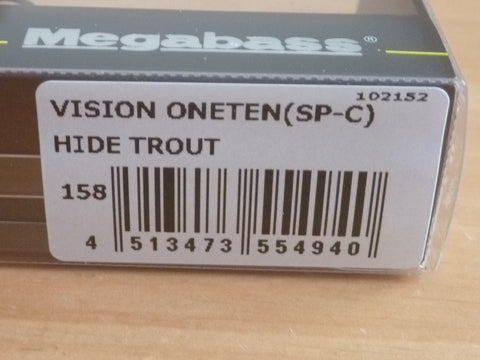 Megabass®
102152
VISION ONETEN(SP-C)
HIDE TROUT
158
4 513473 554940